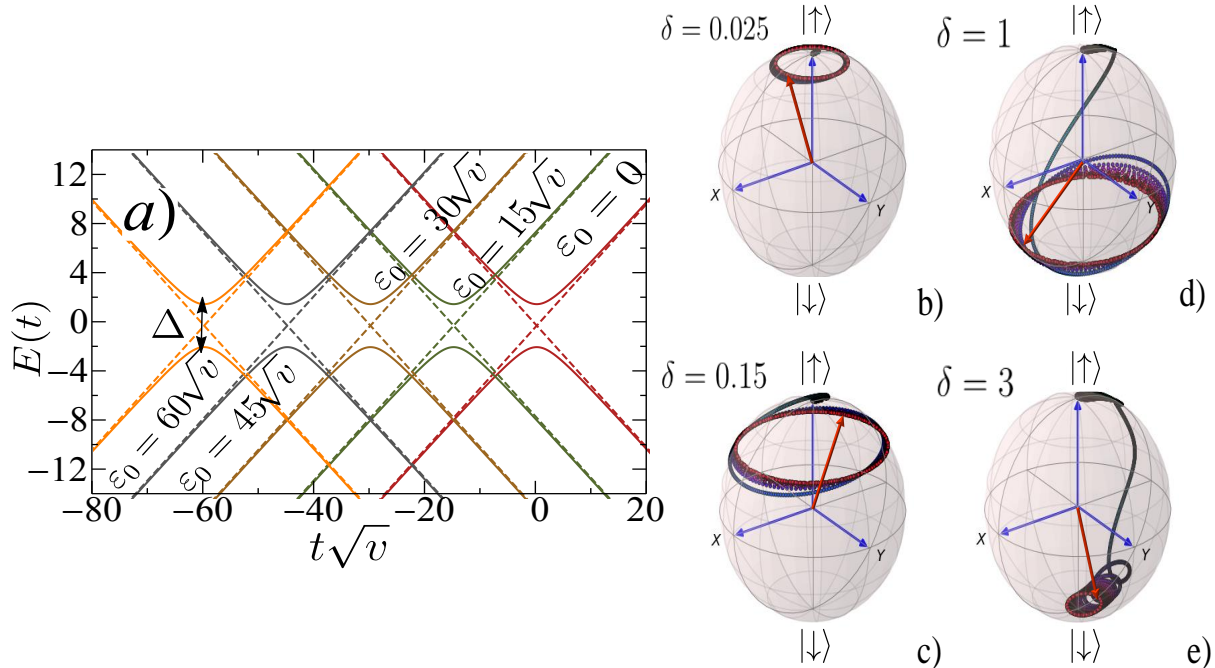 a)
E(t)
12
8
4
0
−4
−8
−12
Δ
ε₀ = 60√v
ε₀ = 45√v
ε₀ = 30√v
ε₀ = 15√v
ε₀ = 0
−80 −60 −40 −20 0 20
t√v
δ = 0.025
|↑⟩
X
Y
|↓⟩
b)
δ = 1
|↑⟩
X
Y
|↓⟩
d)
δ = 0.15
|↑⟩
X
Y
|↓⟩
c)
δ = 3
|↑⟩
X
Y
|↓⟩
e)